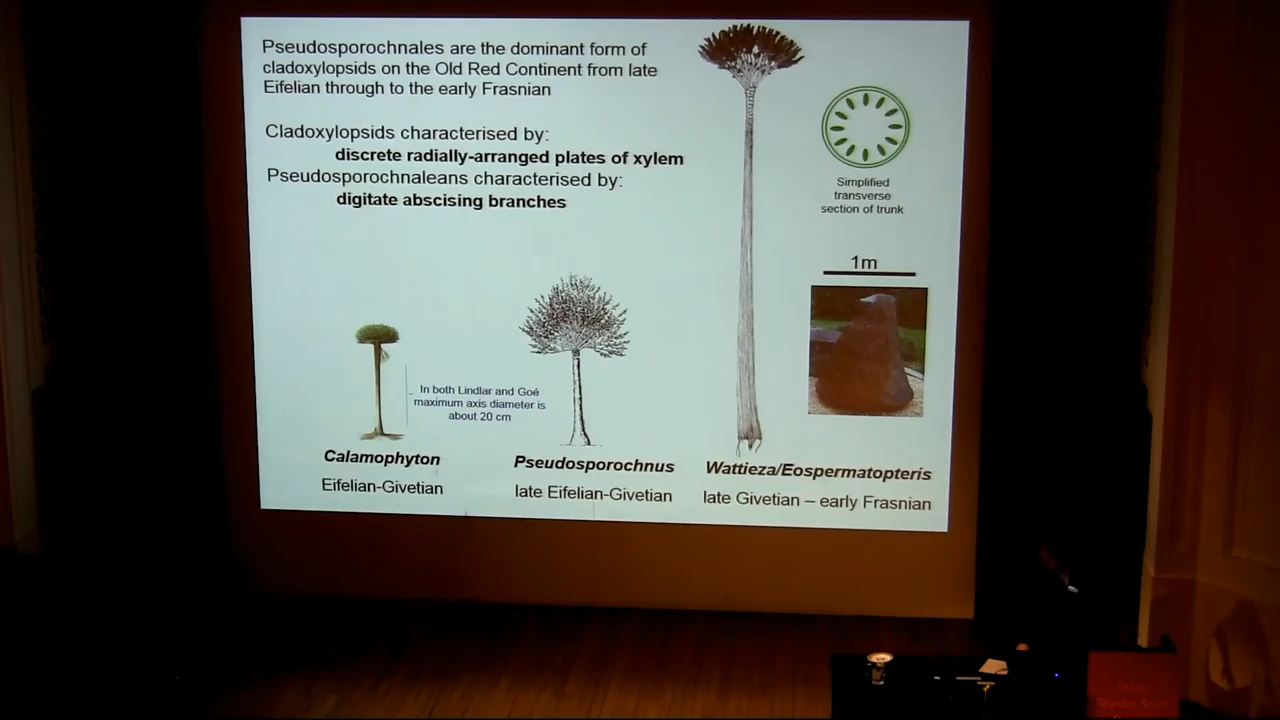 Pseudosporochnales are the dominant form of
cladoxylopsids on the Old Red Continent from late
Eifelian through to the early Frasnian
Cladoxylopsids characterised by:
discrete radially-arranged plates of xylem
Pseudosporochnaleans characterised by:
digitate abscising branches
Simplified
transverse
section of trunk
1m
In both Lindlar and Goé
maximum axis diameter is
about 20 cm
Calamophyton
Eifelian-Givetian
Pseudosporochnus
late Eifelian-Givetian
Wattieza/Eospermatopteris
late Givetian – early Frasnian
Reardon Smith